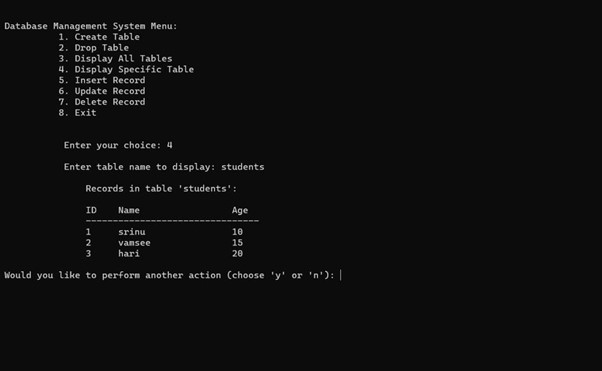 Database Management System Menu:
1. Create Table
2. Drop Table
3. Display All Tables
4. Display Specific Table
5. Insert Record
6. Update Record
7. Delete Record
8. Exit
Enter your choice: 4
Enter table name to display: students
Records in table 'students':
ID Name Age
--------------------------------
1 srinu 10
2 vamsee 15
3 hari 20
Would you like to perform another action (choose 'y' or 'n'):